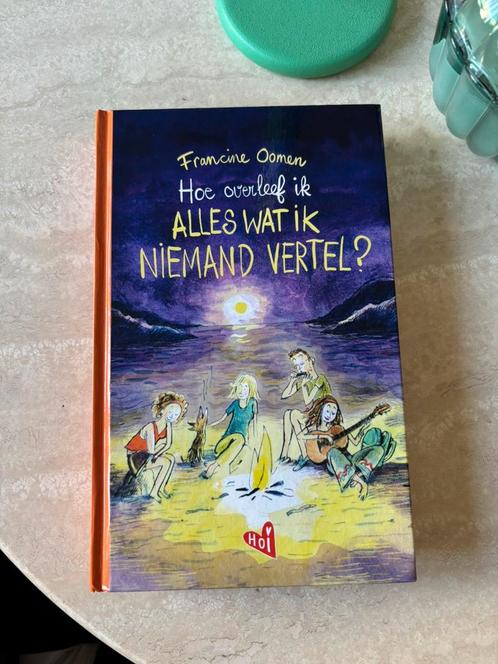 Francine Oomen
Hoe overleef ik
ALLES WAT IK
NIEMAND VERTEL?
HOI